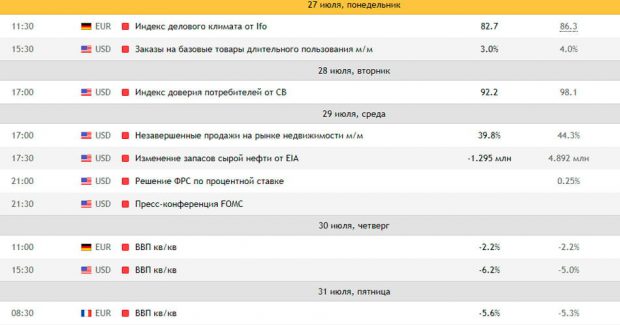 27 июля, понедельник
11:30 EUR Индекс делового климата от Ifo 82.7 86.3
15:30 USD Заказы на базовые товары длительного пользования м/м 3.0% 4.0%
28 июля, вторник
17:00 USD Индекс доверия потребителей от CB 92.2 98.1
29 июля, среда
17:00 USD Незавершенные продажи на рынке недвижимости м/м 39.8% 44.3%
17:30 USD Изменение запасов сырой нефти от EIA -1.295 млн 4.892 млн
21:00 USD Решение ФРС по процентной ставке 0.25%
21:30 USD Пресс-конференция FOMC
30 июля, четверг
11:00 EUR ВВП кв/кв -2.2% -2.2%
15:30 USD ВВП кв/кв -6.2% -5.0%
31 июля, пятница
08:30 EUR ВВП кв/кв -5.6% -5.3%